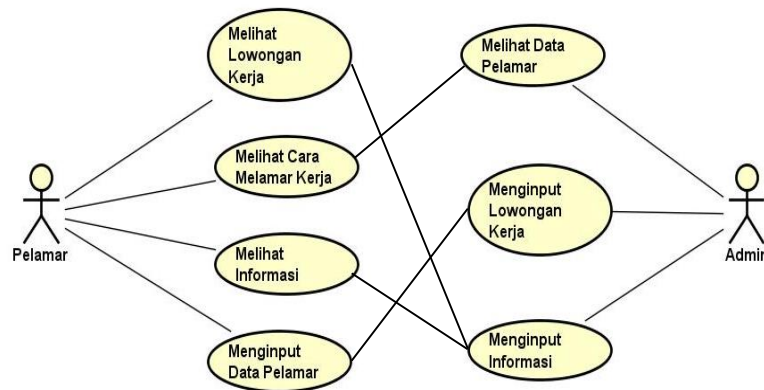 Melihat
Lowongan
Kerja
Melihat Data
Pelamar
Melihat Cara
Melamar Kerja
Menginput
Lowongan
Kerja
Pelamar
Admin
Melihat
Informasi
Menginput
Data Pelamar
Menginput
Informasi